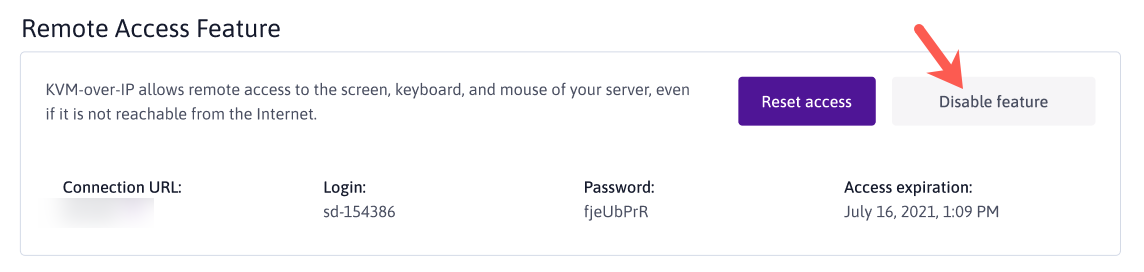 Remote Access Feature
KVM-over-IP allows remote access to the screen, keyboard, and mouse of your server, even
if it is not reachable from the Internet.
Reset access
Disable feature
Connection URL:
Login:
sd-154386
Password:
fjeUbPrR
Access expiration:
July 16, 2021, 1:09 PM